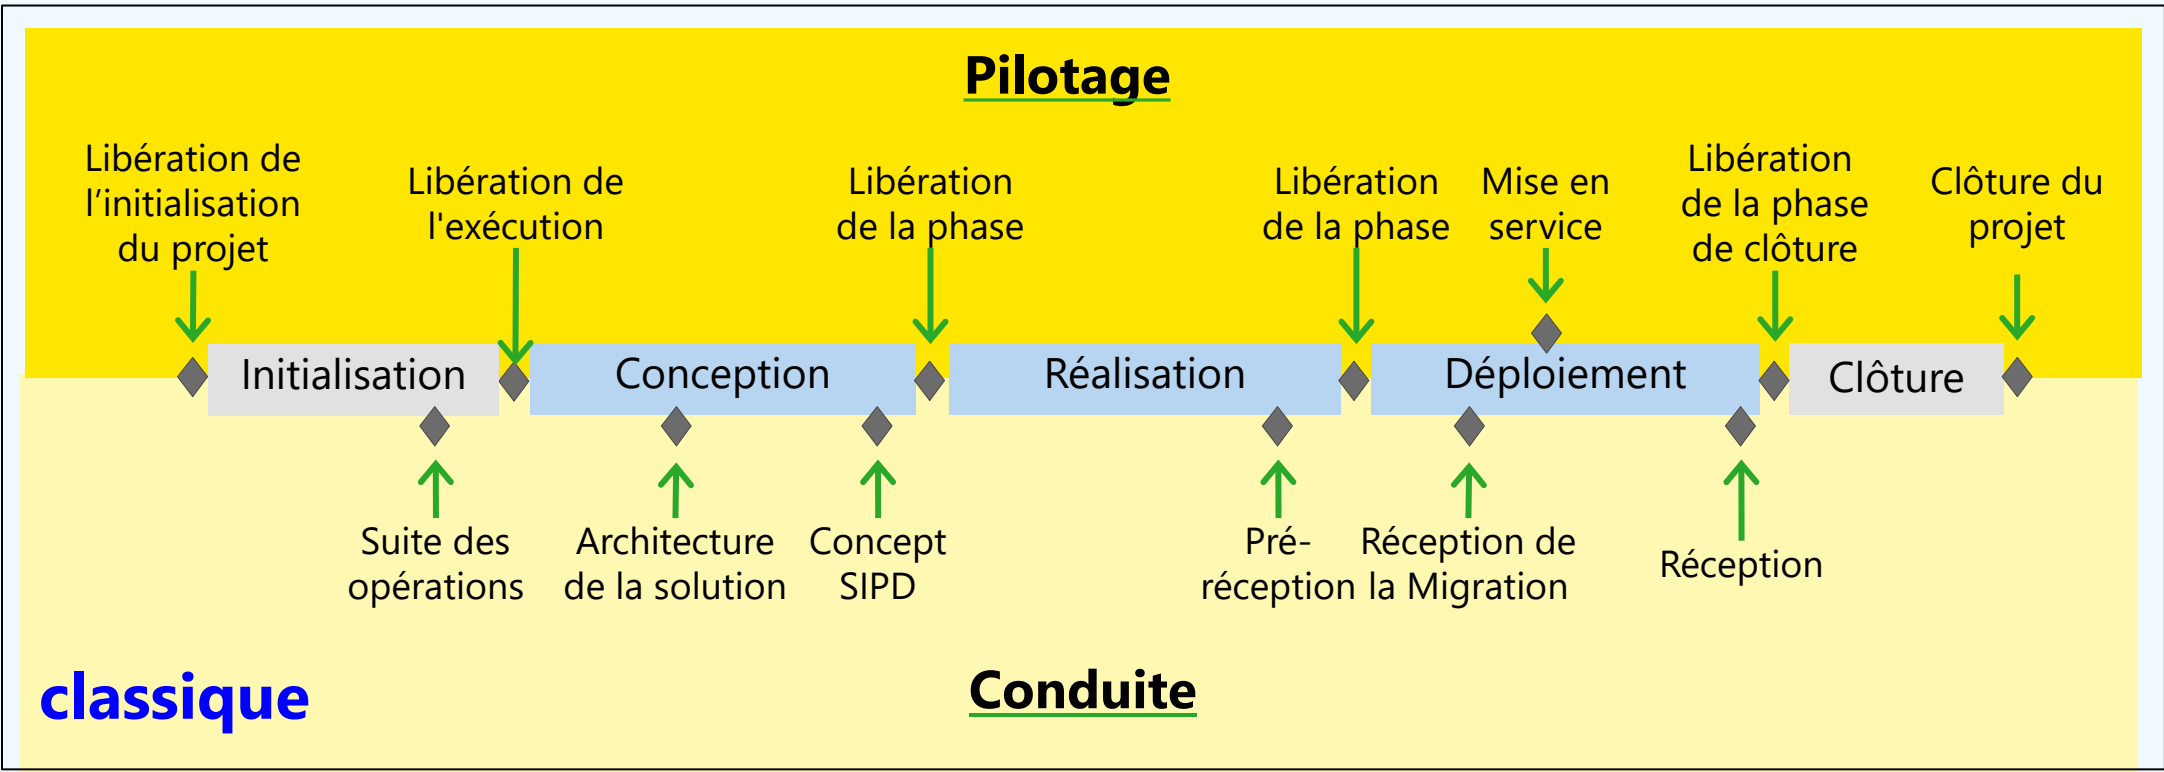 Pilotage
Libération de
l’initialisation
du projet
Libération de
l'exécution
Libération
de la phase
Libération
de la phase
Mise en
service
Libération
de la phase
de clôture
Clôture du
projet
Initialisation
Conception
Réalisation
Déploiement
Clôture
Suite des
opérations
Architecture
de la solution
Concept
SIPD
Pré-
réception
Réception de
la Migration
Réception
classique
Conduite